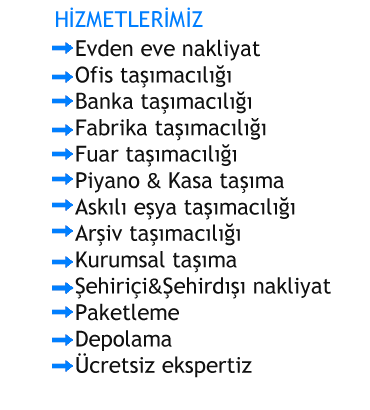 HİZMETLERİMİZ
Evden eve nakliyat
Ofis taşımacılığı
Banka taşımacılığı
Fabrika taşımacılığı
Fuar taşımacılığı
Piyano & Kasa taşıma
Askılı eşya taşımacılığı
Arşiv taşımacılığı
Kurumsal taşıma
Şehiriçi&Şehirdışı nakliyat
Paketleme
Depolama
Ücretsiz ekspertiz